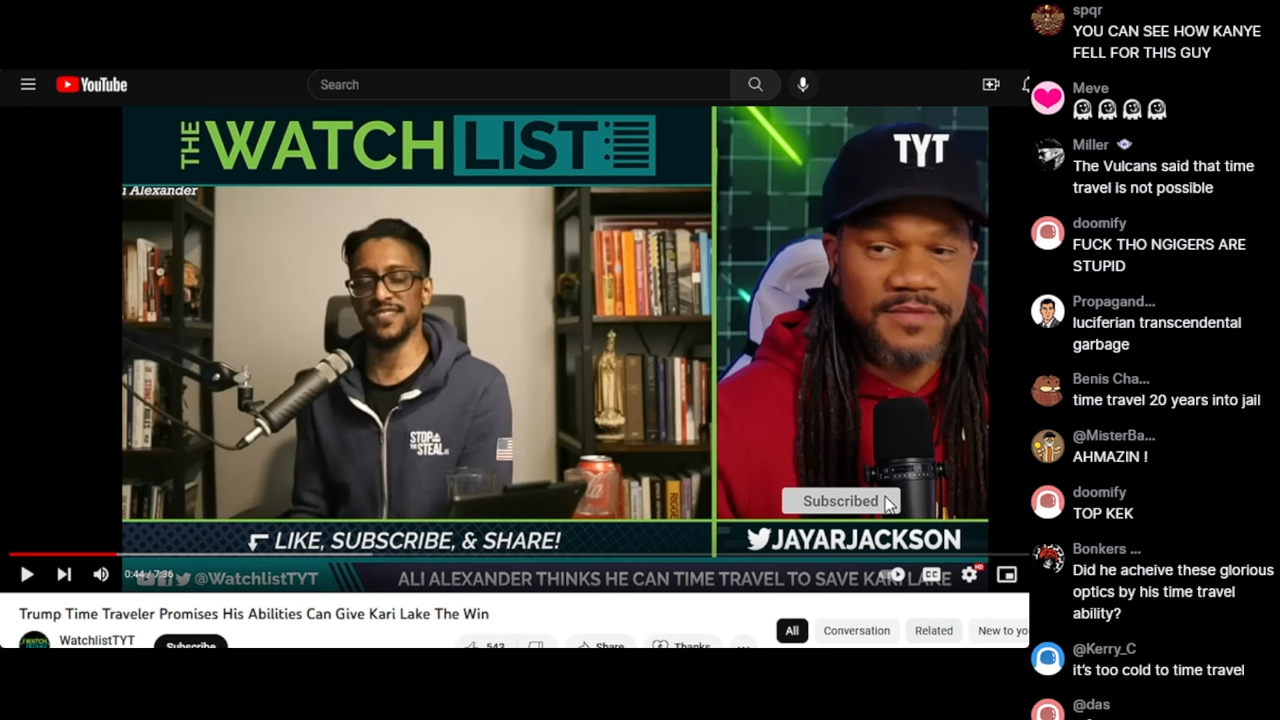 YouTube
Search
THE WATCH LIST
i Alexander
TYT
STOP
THE
STEAL.US
Subscribed
LIKE, SUBSCRIBE, & SHARE!
JAYARJACKSON
0:44 / 7:36
@WatchlistTYT
ALI ALEXANDER THINKS HE CAN TIME TRAVEL TO SAVE KARI LAKE
CC
HD
Trump Time Traveler Promises His Abilities Can Give Kari Lake The Win
WatchlistTYT
Subscribe
543
Share
Thanks
All
Conversation
Related
New to yo
spqr
YOU CAN SEE HOW KANYE
FELL FOR THIS GUY
Meve
Miller
The Vulcans said that time
travel is not possible
doomify
FUCK THO NGIGERS ARE
STUPID
Propagand...
luciferian transcendental
garbage
Benis Cha...
time travel 20 years into jail
@MisterBa...
AHMAZIN !
doomify
TOP KEK
Bonkers ...
Did he acheive these glorious
optics by his time travel
ability?
@Kerry_C
it's too cold to time travel
@das